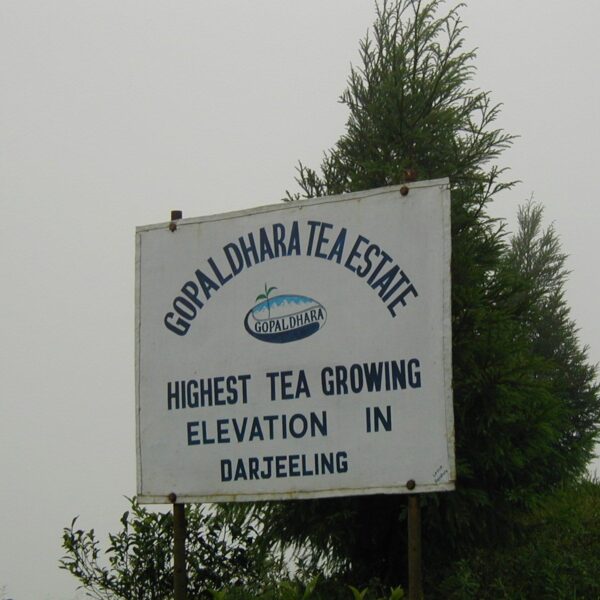 GOPALDHARA TEA ESTATE
GOPALDHARA
HIGHEST TEA GROWING
ELEVATION IN
DARJEELING